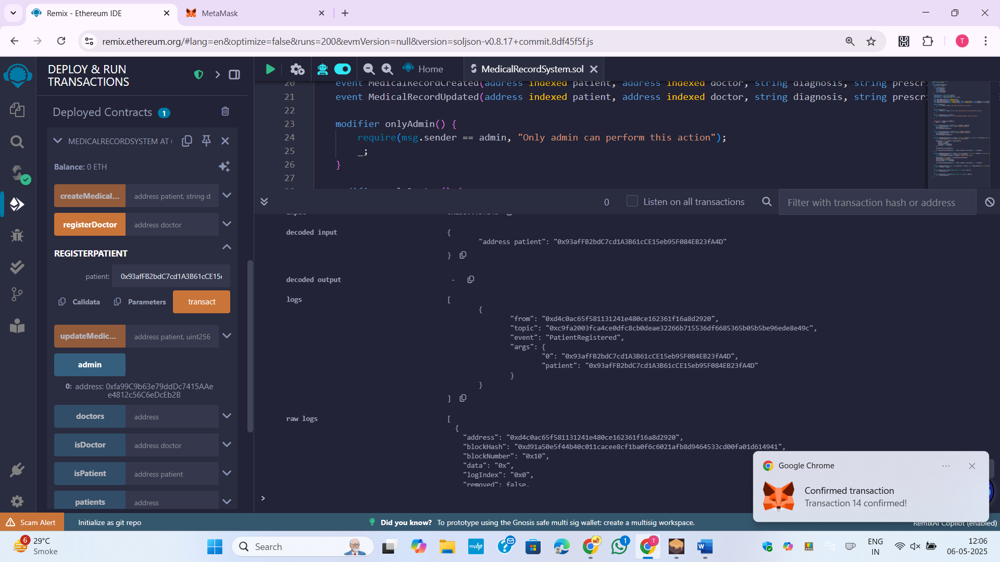 Remix - Ethereum IDE
MetaMask
remix.ethereum.org/#lang=en&optimize=false&runs=200&evmVersion=null&version=soljson-v0.8.17+commit.8df45f5f.js
T
DEPLOY & RUN
TRANSACTIONS
Deployed Contracts 1
MEDICALRECORDSYSTEM AT
Balance: 0 ETH
createMedical... address patient, string d
registerDoctor address doctor
REGISTERPATIENT
patient: 0x93afFB2bdC7cd1A3B61cCE15
Calldata Parameters transact
updateMedic... address patient, uint256
admin
0: address: 0xfa99C9b63e79ddDc7415AAe
e4812c56C6eDcEb2B
doctors address
isDoctor address doctor
isPatient address patient
patients address
Home
MedicalRecordSystem.sol
20 event MedicalRecordCreated(address indexed patient, address indexed doctor, string diagnosis, string prescri
21 event MedicalRecordUpdated(address indexed patient, address indexed doctor, string diagnosis, string prescri
22
23 modifier onlyAdmin() {
24 require(msg.sender == admin, "Only admin can perform this action");
25 _;
26 }
27
0 Listen on all transactions Filter with transaction hash or address
decoded input {
"address patient": "0x93afFB2bdC7cd1A3B61cCE15eb95F084EB23fA4D"
}
decoded output -
logs [
{
"from": "0xd4c0ac65f581131241e480ce162361f16a8d2920",
"topic": "0xc9fa2003fca4ce0dfc8cb0deae32266b715536df6685365b05b5be96ede8e49c",
"event": "PatientRegistered",
"args": {
"0": "0x93afFB2bdC7cd1A3B61cCE15eb95F084EB23fA4D",
"patient": "0x93afFB2bdC7cd1A3B61cCE15eb95F084EB23fA4D"
}
}
]
raw logs [
{
"address": "0xd4c0ac65f581131241e480ce162361f16a8d2920",
"blockHash": "0xd91a50e5f44b40c011cacee8cf1ba0f6c6021afb8d9464533cd00fa01d614941",
"blockNumber": "0x10",
"data": "0x",
"logIndex": "0x0",
"removed": false,
>
Google Chrome
Confirmed transaction
Transaction 14 confirmed!
Scam Alert
Initialize as git repo
Did you know? To prototype using the Gnosis safe multi sig wallet: create a multisig workspace.
RemixAI Copilot (enabled)
6
29°C
Smoke
Search
myhp
1
T
ENG
IN
12:06
06-05-2025